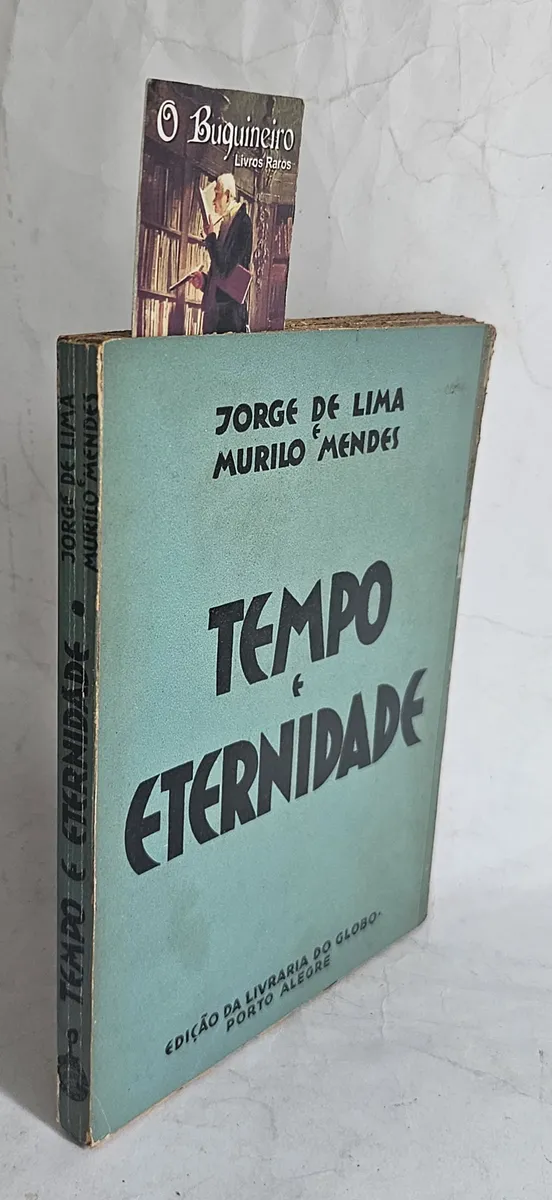 O Buquineiro
Livros Raros
JORGE DE LIMA
E
MURILO MENDES
TEMPO
E
ETERNIDADE
EDIÇÃO DA LIVRARIA DO GLOBO-
PORTO ALEGRE
TEMPO E ETERNIDADE • JORGE DE LIMA
E
MURILO MENDES